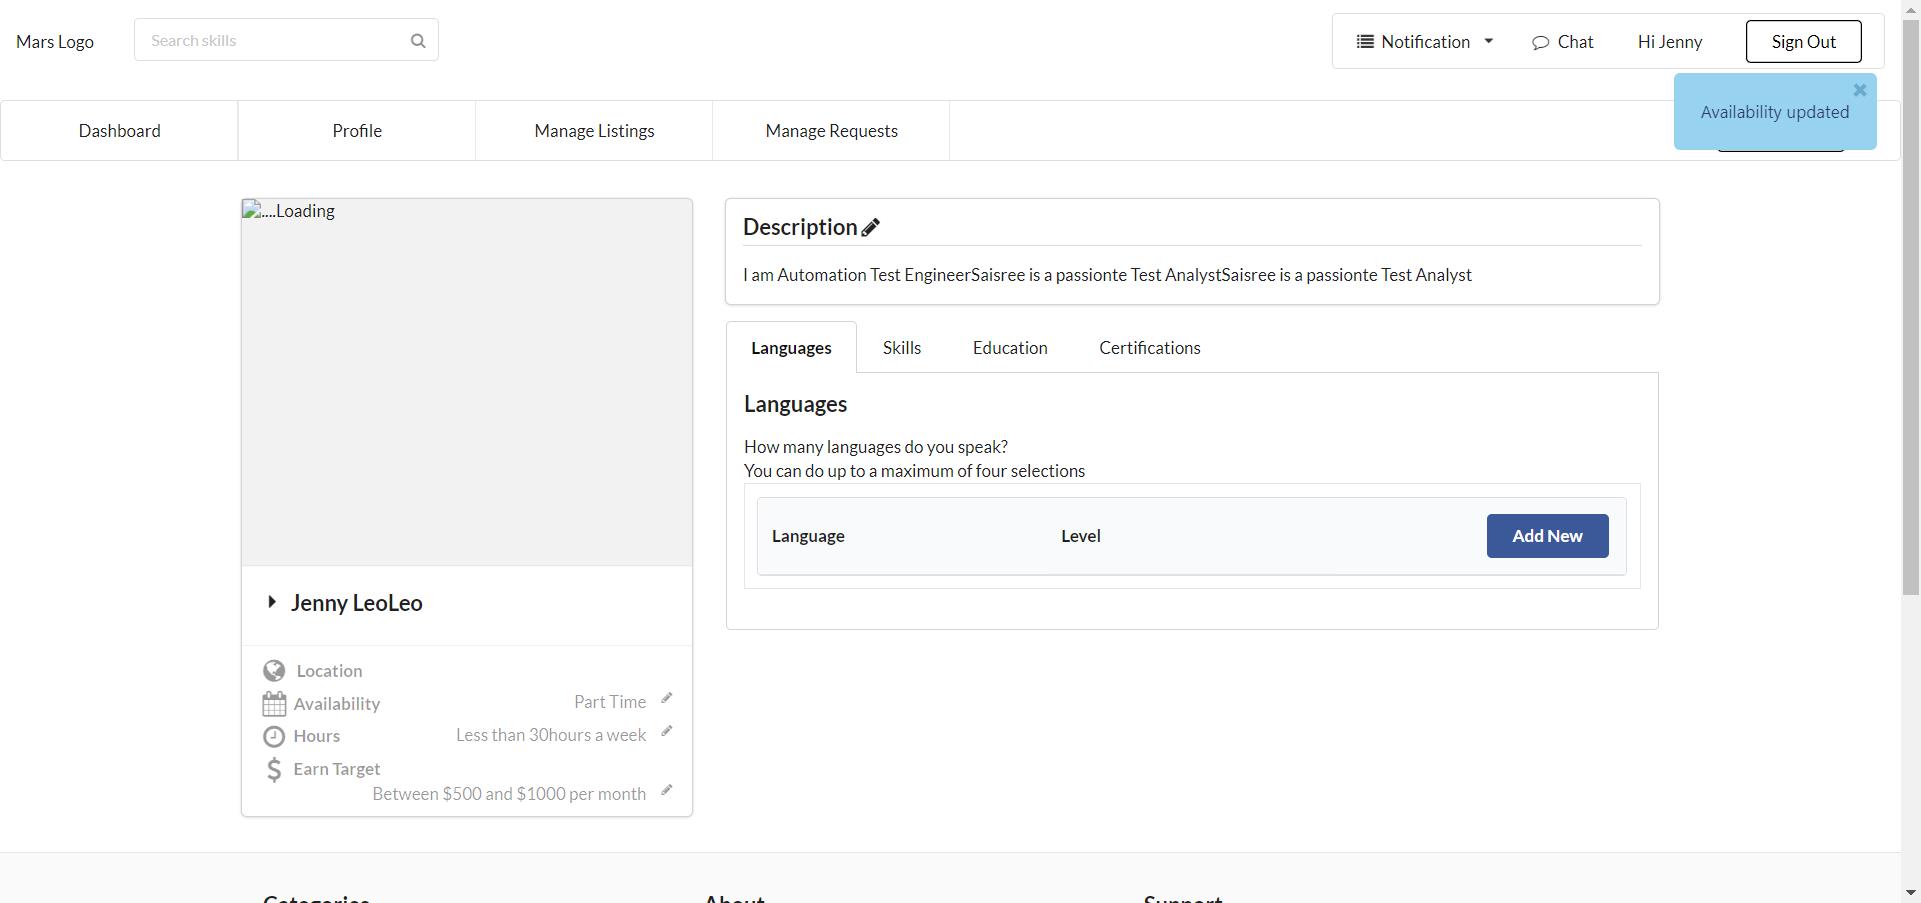 Mars Logo
Search skills
Notification
Chat
Hi Jenny
Sign Out
Availability updated
Dashboard
Profile
Manage Listings
Manage Requests
....Loading
Jenny LeoLeo
Location
Availability
Part Time
Hours
Less than 30hours a week
Earn Target
Between $500 and $1000 per month
Description
I am Automation Test EngineerSaisree is a passionte Test AnalystSaisree is a passionte Test Analyst
Languages
Skills
Education
Certifications
Languages
How many languages do you speak?
You can do up to a maximum of four selections
Language
Level
Add New
Categories
About
Support